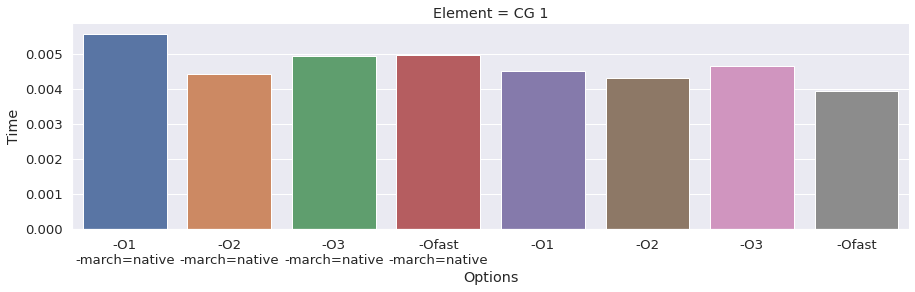 Element = CG 1
Time
0.005
0.004
0.003
0.002
0.001
0.000
-O1 -O2 -O3 -Ofast -O1 -O2 -O3 -Ofast
-march=native -march=native -march=native -march=native
Options